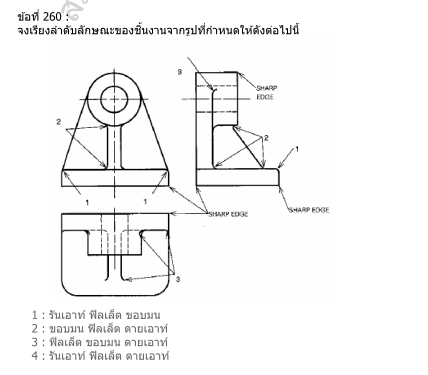 ข้อที่ 260 :
จงเรียงลำดับลักษณะของชิ้นงานจากรูปที่กำหนดให้ดังต่อไปนี้
3
SHARP
EDGE
2
2
1
1
1
SHARP EDGE
SHARP EDGE
3
1 : รันเอาท์ ฟิลเล็ต ขอบมน
2 : ขอบมน ฟิลเล็ต ดายเอาท์
3 : ฟิลเล็ต ขอบมน ดายเอาท์
4 : รันเอาท์ ฟิลเล็ต ดายเอาท์